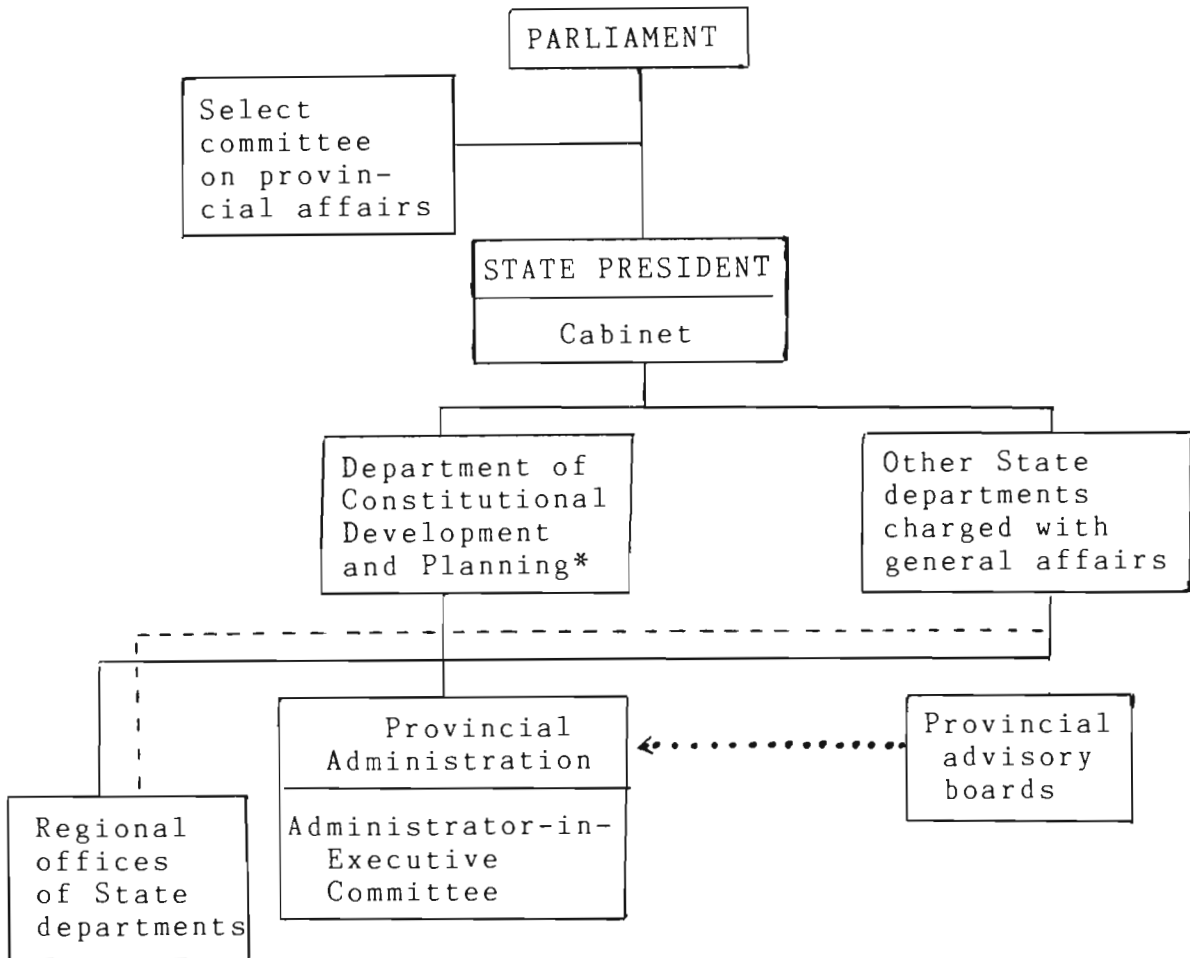 PARLIAMENT
Select
committee
on provin-
cial affairs
STATE PRESIDENT
Cabinet
Department of
Constitutional
Development
and Planning*
Other State
departments
charged with
general affairs
Provincial
Administration
Administrator-in-
Executive
Committee
Provincial
advisory
boards
Regional
offices
of State
departments